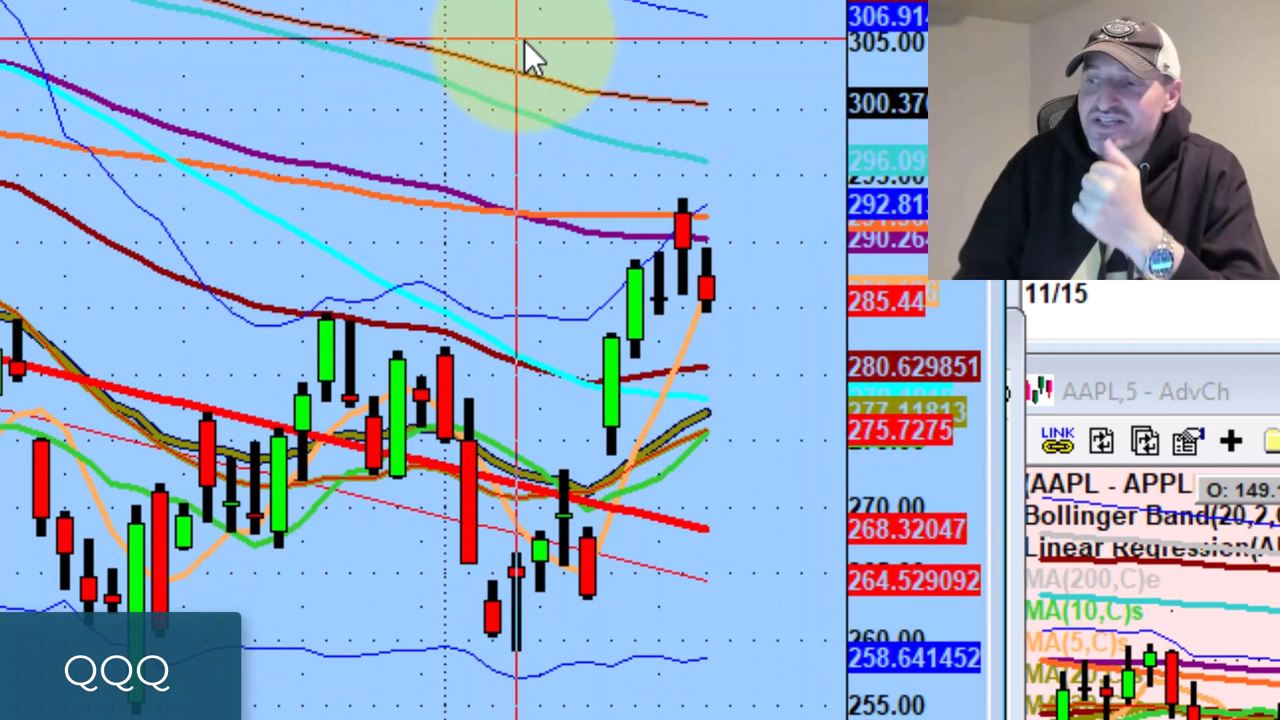 306.91
305.00
300.37
296.09
292.81
290.264
285.44
280.629851
277.11813
275.7275
270.00
268.32047
264.529092
260.00
258.641452
255.00
11/15
AAPL,5 - AdvCh
LINK
(AAPL - APPL
O: 149.
Bollinger Band(20,2,
Linear Regression(A
MA(200,C)e
MA(10,C)s
MA(5,C)s
QQQ